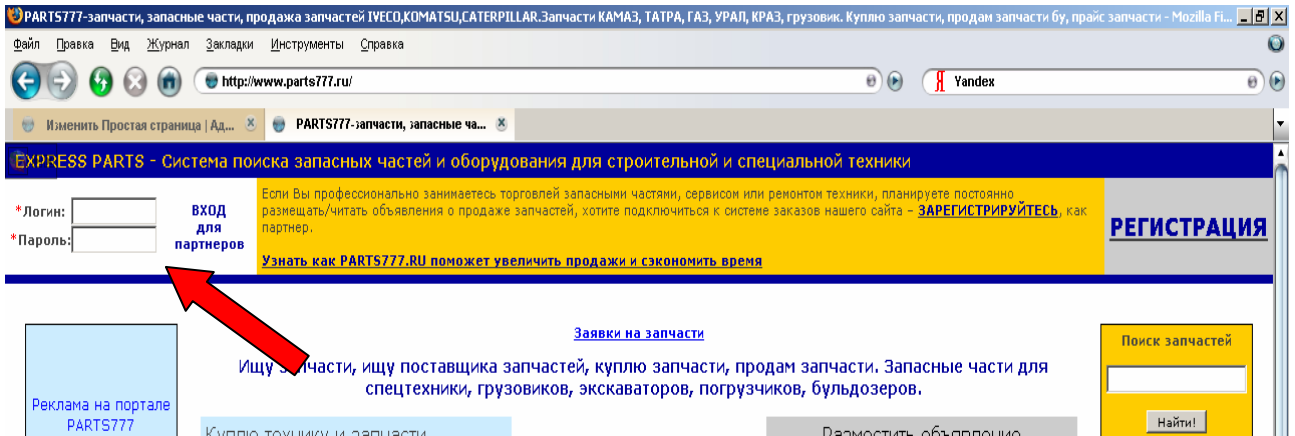 PARTS777-запчасти, запасные части, продажа запчастей IVECO,KOMATSU,CATERPILLAR.Запчасти КАМАЗ, ТАТРА, ГАЗ, УРАЛ, КРАЗ, грузовик. Куплю запчасти, продам запчасти бу, прайс запчасти - Mozilla Fi...
Файл Правка Вид Журнал Закладки Инструменты Справка
http://www.parts777.ru/ Yandex
Изменить Простая страница | Ад... PARTS777-запчасти, запасные ча...
EXPRESS PARTS - Система поиска запасных частей и оборудования для строительной и специальной техники
*Логин:
*Пароль:
ВХОД
для
партнеров
Если Вы профессионально занимаетесь торговлей запасными частями, сервисом или ремонтом техники, планируете постоянно
размещать/читать объявления о продаже запчастей, хотите подключиться к системе заказов нашего сайта - ЗАРЕГИСТРИРУЙТЕСЬ, как
партнер.
Узнать как PARTS777.RU поможет увеличить продажи и сэкономить время
РЕГИСТРАЦИЯ
Реклама на портале
PARTS777
Заявки на запчасти
Ищу запчасти, ищу поставщика запчастей, куплю запчасти, продам запчасти. Запасные части для
спецтехники, грузовиков, экскаваторов, погрузчиков, бульдозеров.
Куплю технику и запчасти
Разместить объявление
Поиск запчастей
Найти!